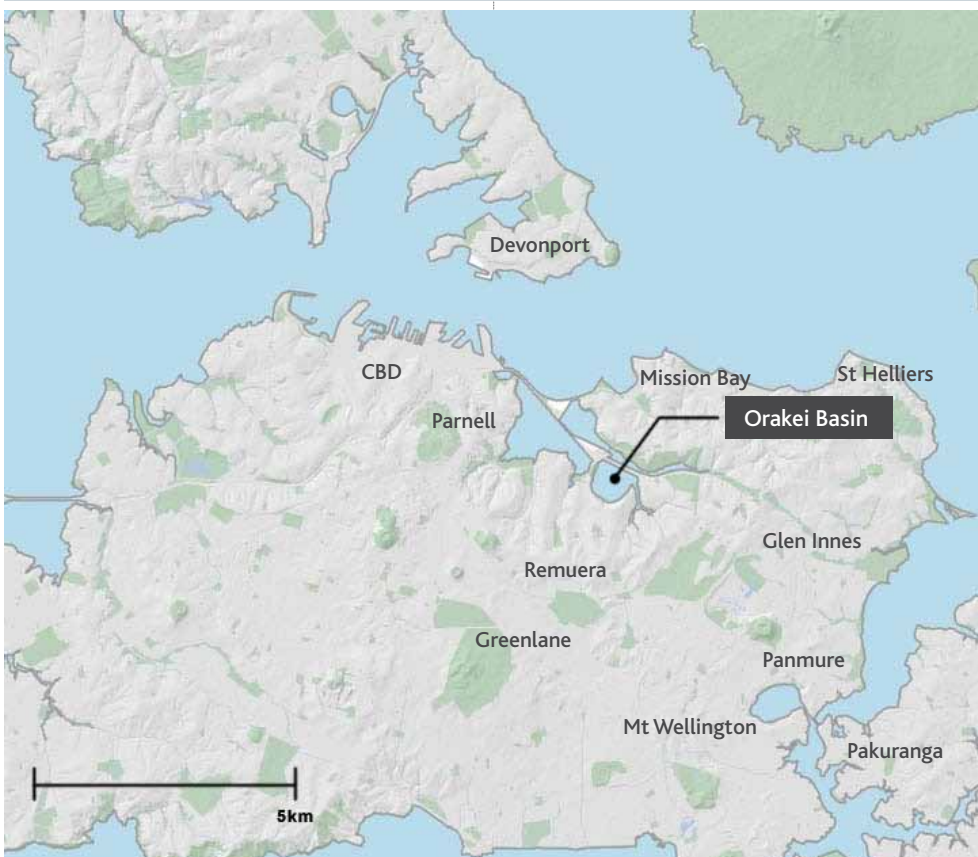 Devonport
CBD
Mission Bay
St Helliers
Parnell
Orakei Basin
Glen Innes
Remuera
Greenlane
Panmure
Mt Wellington
Pakuranga
5km